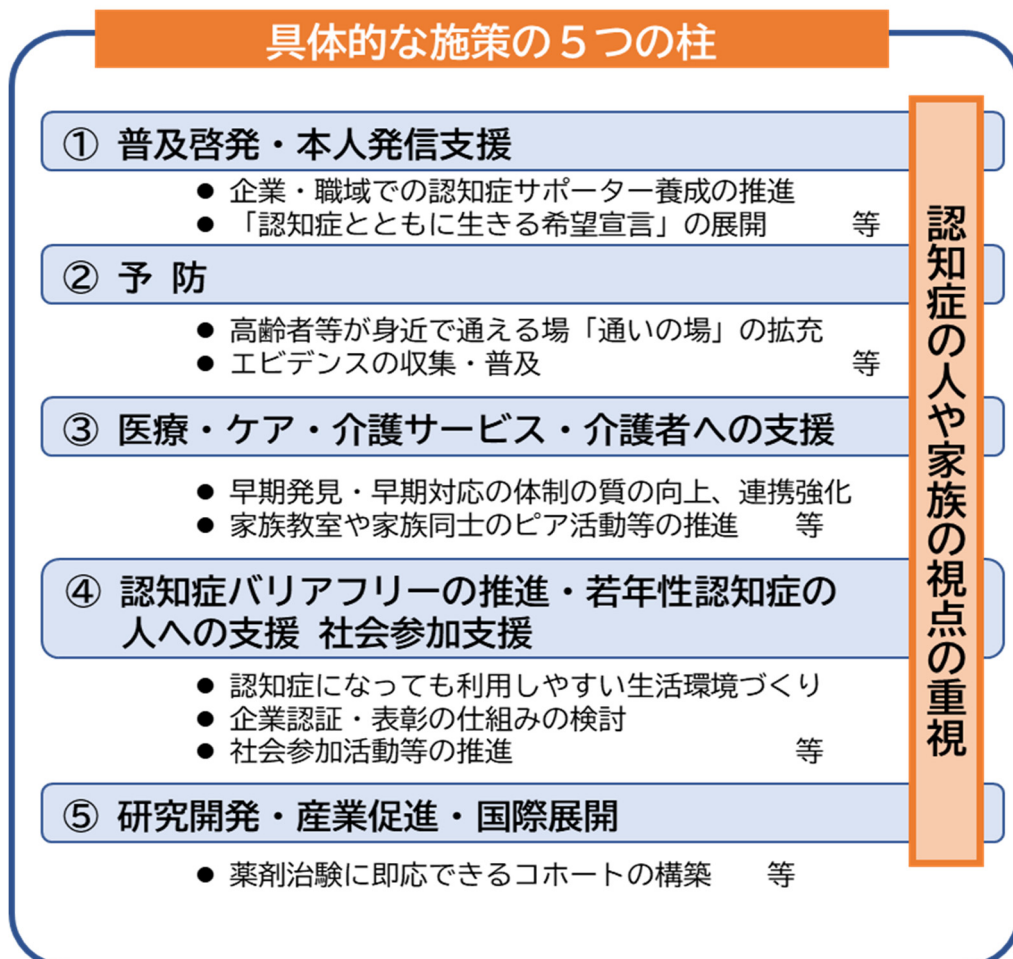 具体的な施策の５つの柱
① 普及啓発・本人発信支援
● 企業・職域での認知症サポーター養成の推進
● 「認知症とともに生きる希望宣言」の展開 等
② 予 防
● 高齢者等が身近で通える場「通いの場」の拡充
● エビデンスの収集・普及 等
③ 医療・ケア・介護サービス・介護者への支援
● 早期発見・早期対応の体制の質の向上、連携強化
● 家族教室や家族同士のピア活動等の推進 等
④ 認知症バリアフリーの推進・若年性認知症の
人への支援 社会参加支援
● 認知症になっても利用しやすい生活環境づくり
● 企業認証・表彰の仕組みの検討
● 社会参加活動等の推進 等
⑤ 研究開発・産業促進・国際展開
● 薬剤治験に即応できるコホートの構築 等
認知症の人や家族の視点の重視